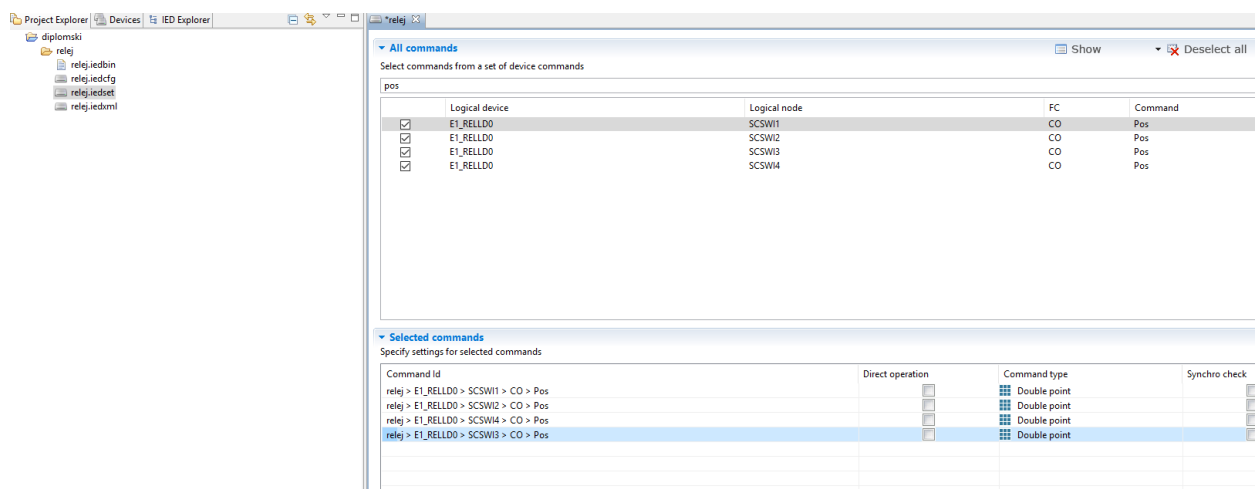 Project Explorer Devices IED Explorer
diplomski
relej
relej.iedbin
relej.iedcfg
relej.iedset
relej.iedxml
*relej
All commands
Show Deselect all
Select commands from a set of device commands
pos
Logical device Logical node FC Command
E1_RELLD0 SCSWI1 CO Pos
E1_RELLD0 SCSWI2 CO Pos
E1_RELLD0 SCSWI3 CO Pos
E1_RELLD0 SCSWI4 CO Pos
Selected commands
Specify settings for selected commands
Command Id Direct operation Command type Synchro check
relej > E1_RELLD0 > SCSWI1 > CO > Pos Double point
relej > E1_RELLD0 > SCSWI2 > CO > Pos Double point
relej > E1_RELLD0 > SCSWI4 > CO > Pos Double point
relej > E1_RELLD0 > SCSWI3 > CO > Pos Double point